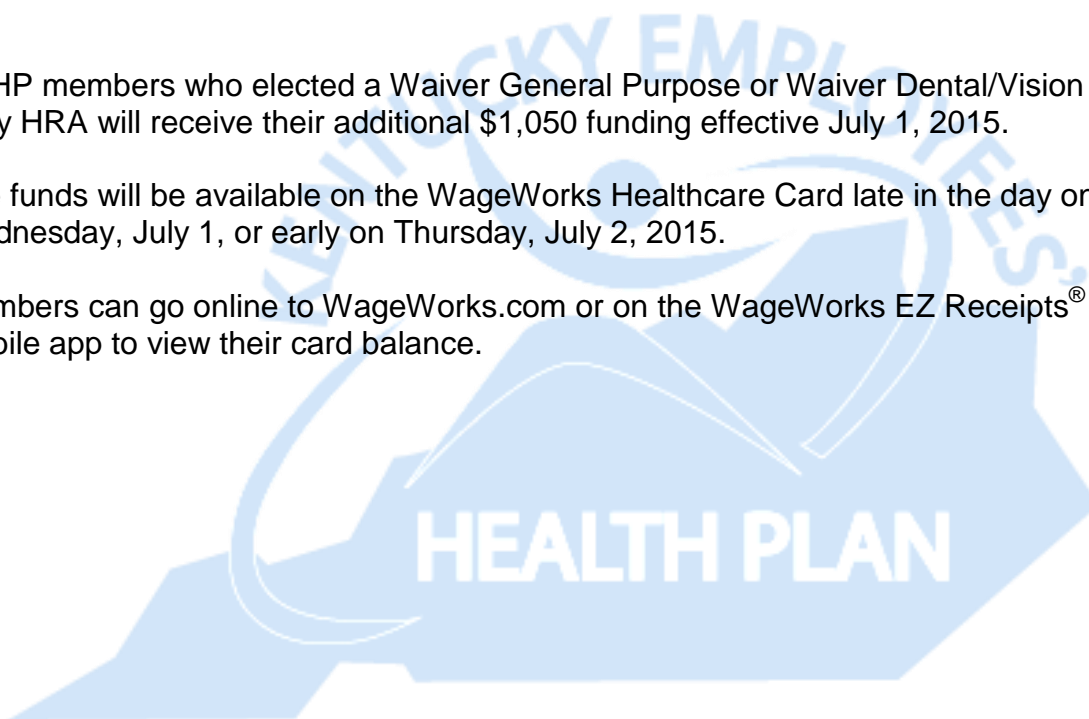 KENTUCKY EMPLOYEES'
HP members who elected a Waiver General Purpose or Waiver Dental/Vision
y HRA will receive their additional $1,050 funding effective July 1, 2015.
funds will be available on the WageWorks Healthcare Card late in the day on
dnesday, July 1, or early on Thursday, July 2, 2015.
mbers can go online to WageWorks.com or on the WageWorks EZ Receipts®
bile app to view their card balance.
HEALTH PLAN